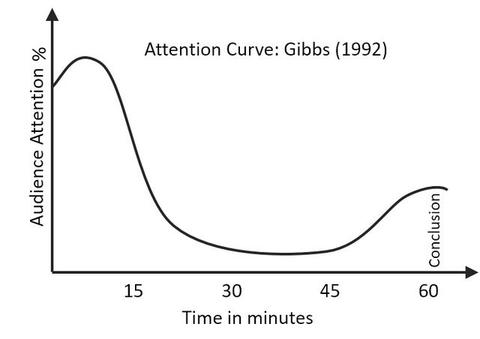 Attention Curve: Gibbs (1992)
Audience Attention %
Conclusion
15 30 45 60
Time in minutes